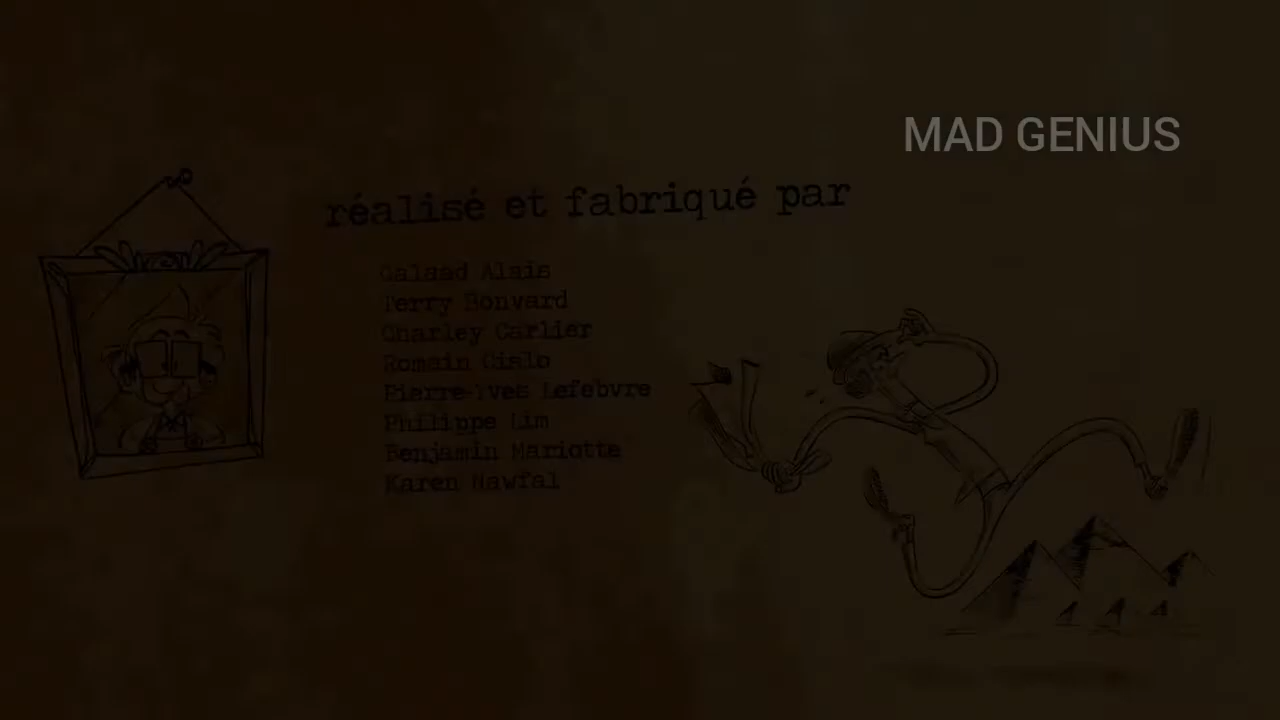 MAD GENIUS
réalisé et fabriqué par
Galaad Alais
Terry Bonvard
Charley Carlier
Romain Cislo
Pierre-Yves Lefebvre
Philippe Lim
Benjamin Mariotte
Karen Nawfal